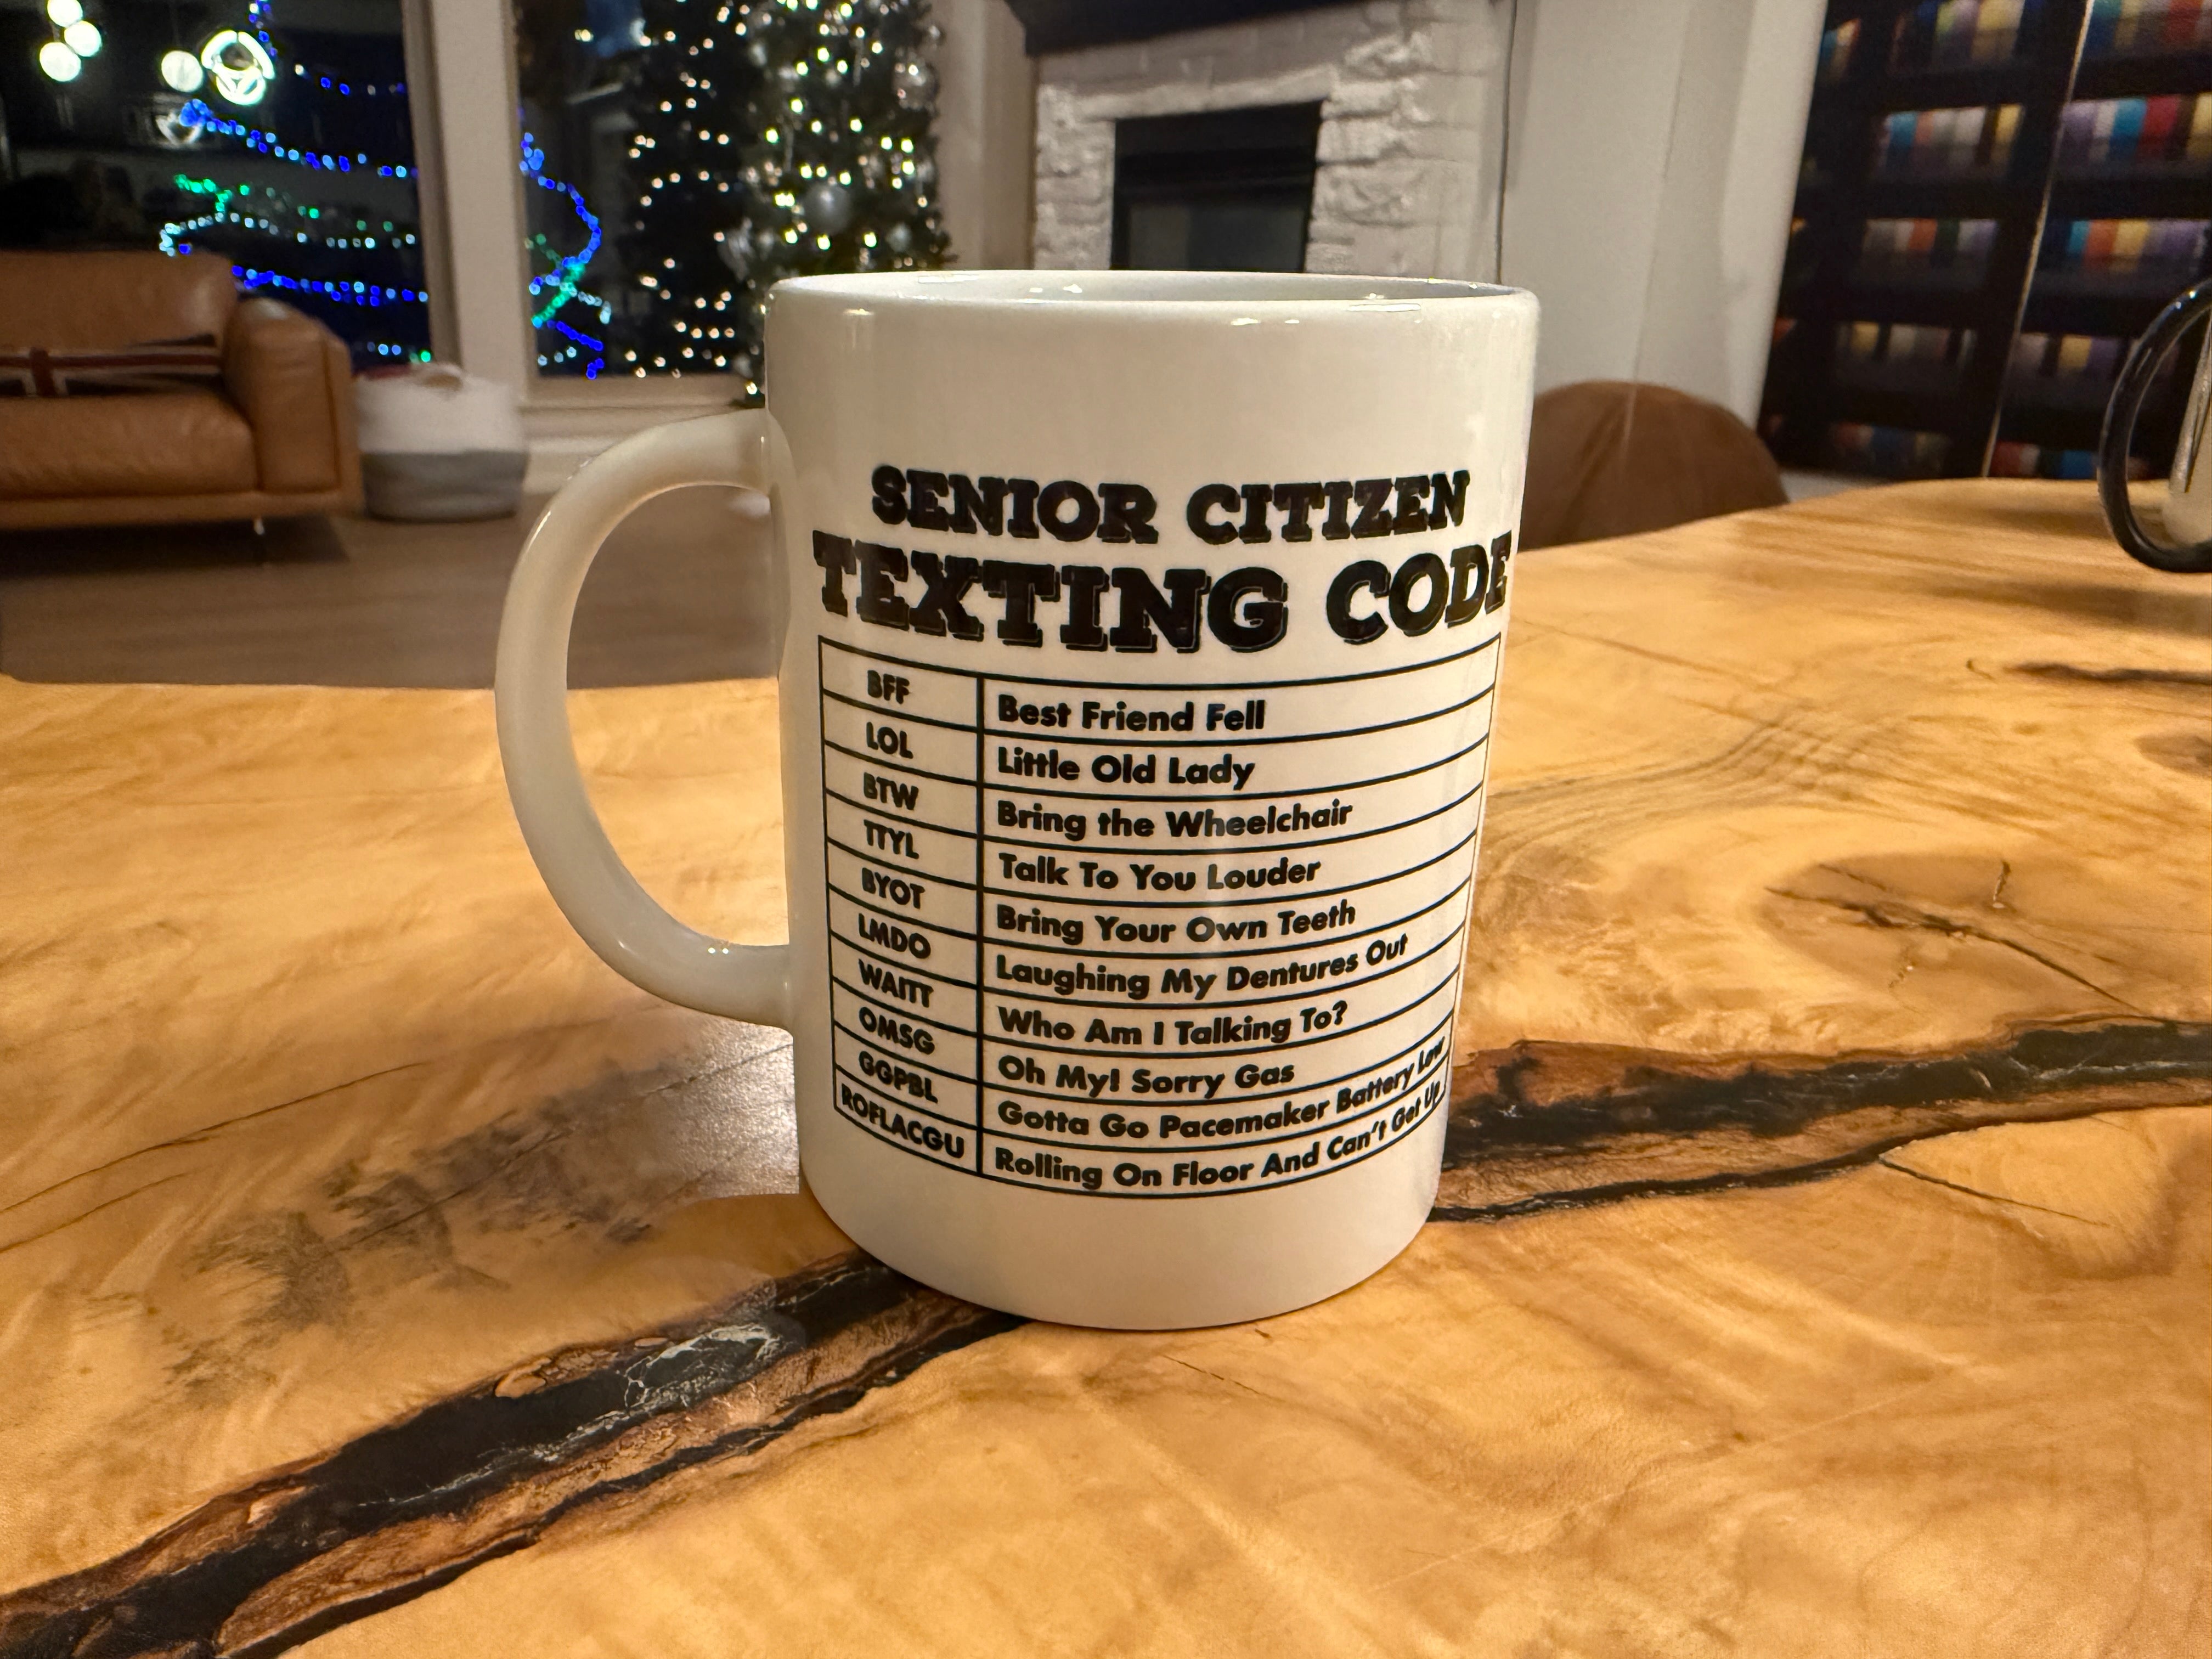 SENIOR CITIZEN
TEXTING CODE
BFF Best Friend Fell
LOL Little Old Lady
BTW Bring the Wheelchair
TTYL Talk To You Louder
BYOT Bring Your Own Teeth
LMDO Laughing My Dentures Out
WAITT Who Am I Talking To?
OMSG Oh My! Sorry Gas
GGPBL Gotta Go Pacemaker Battery Low
ROFLACGU Rolling On Floor And Can't Get Up